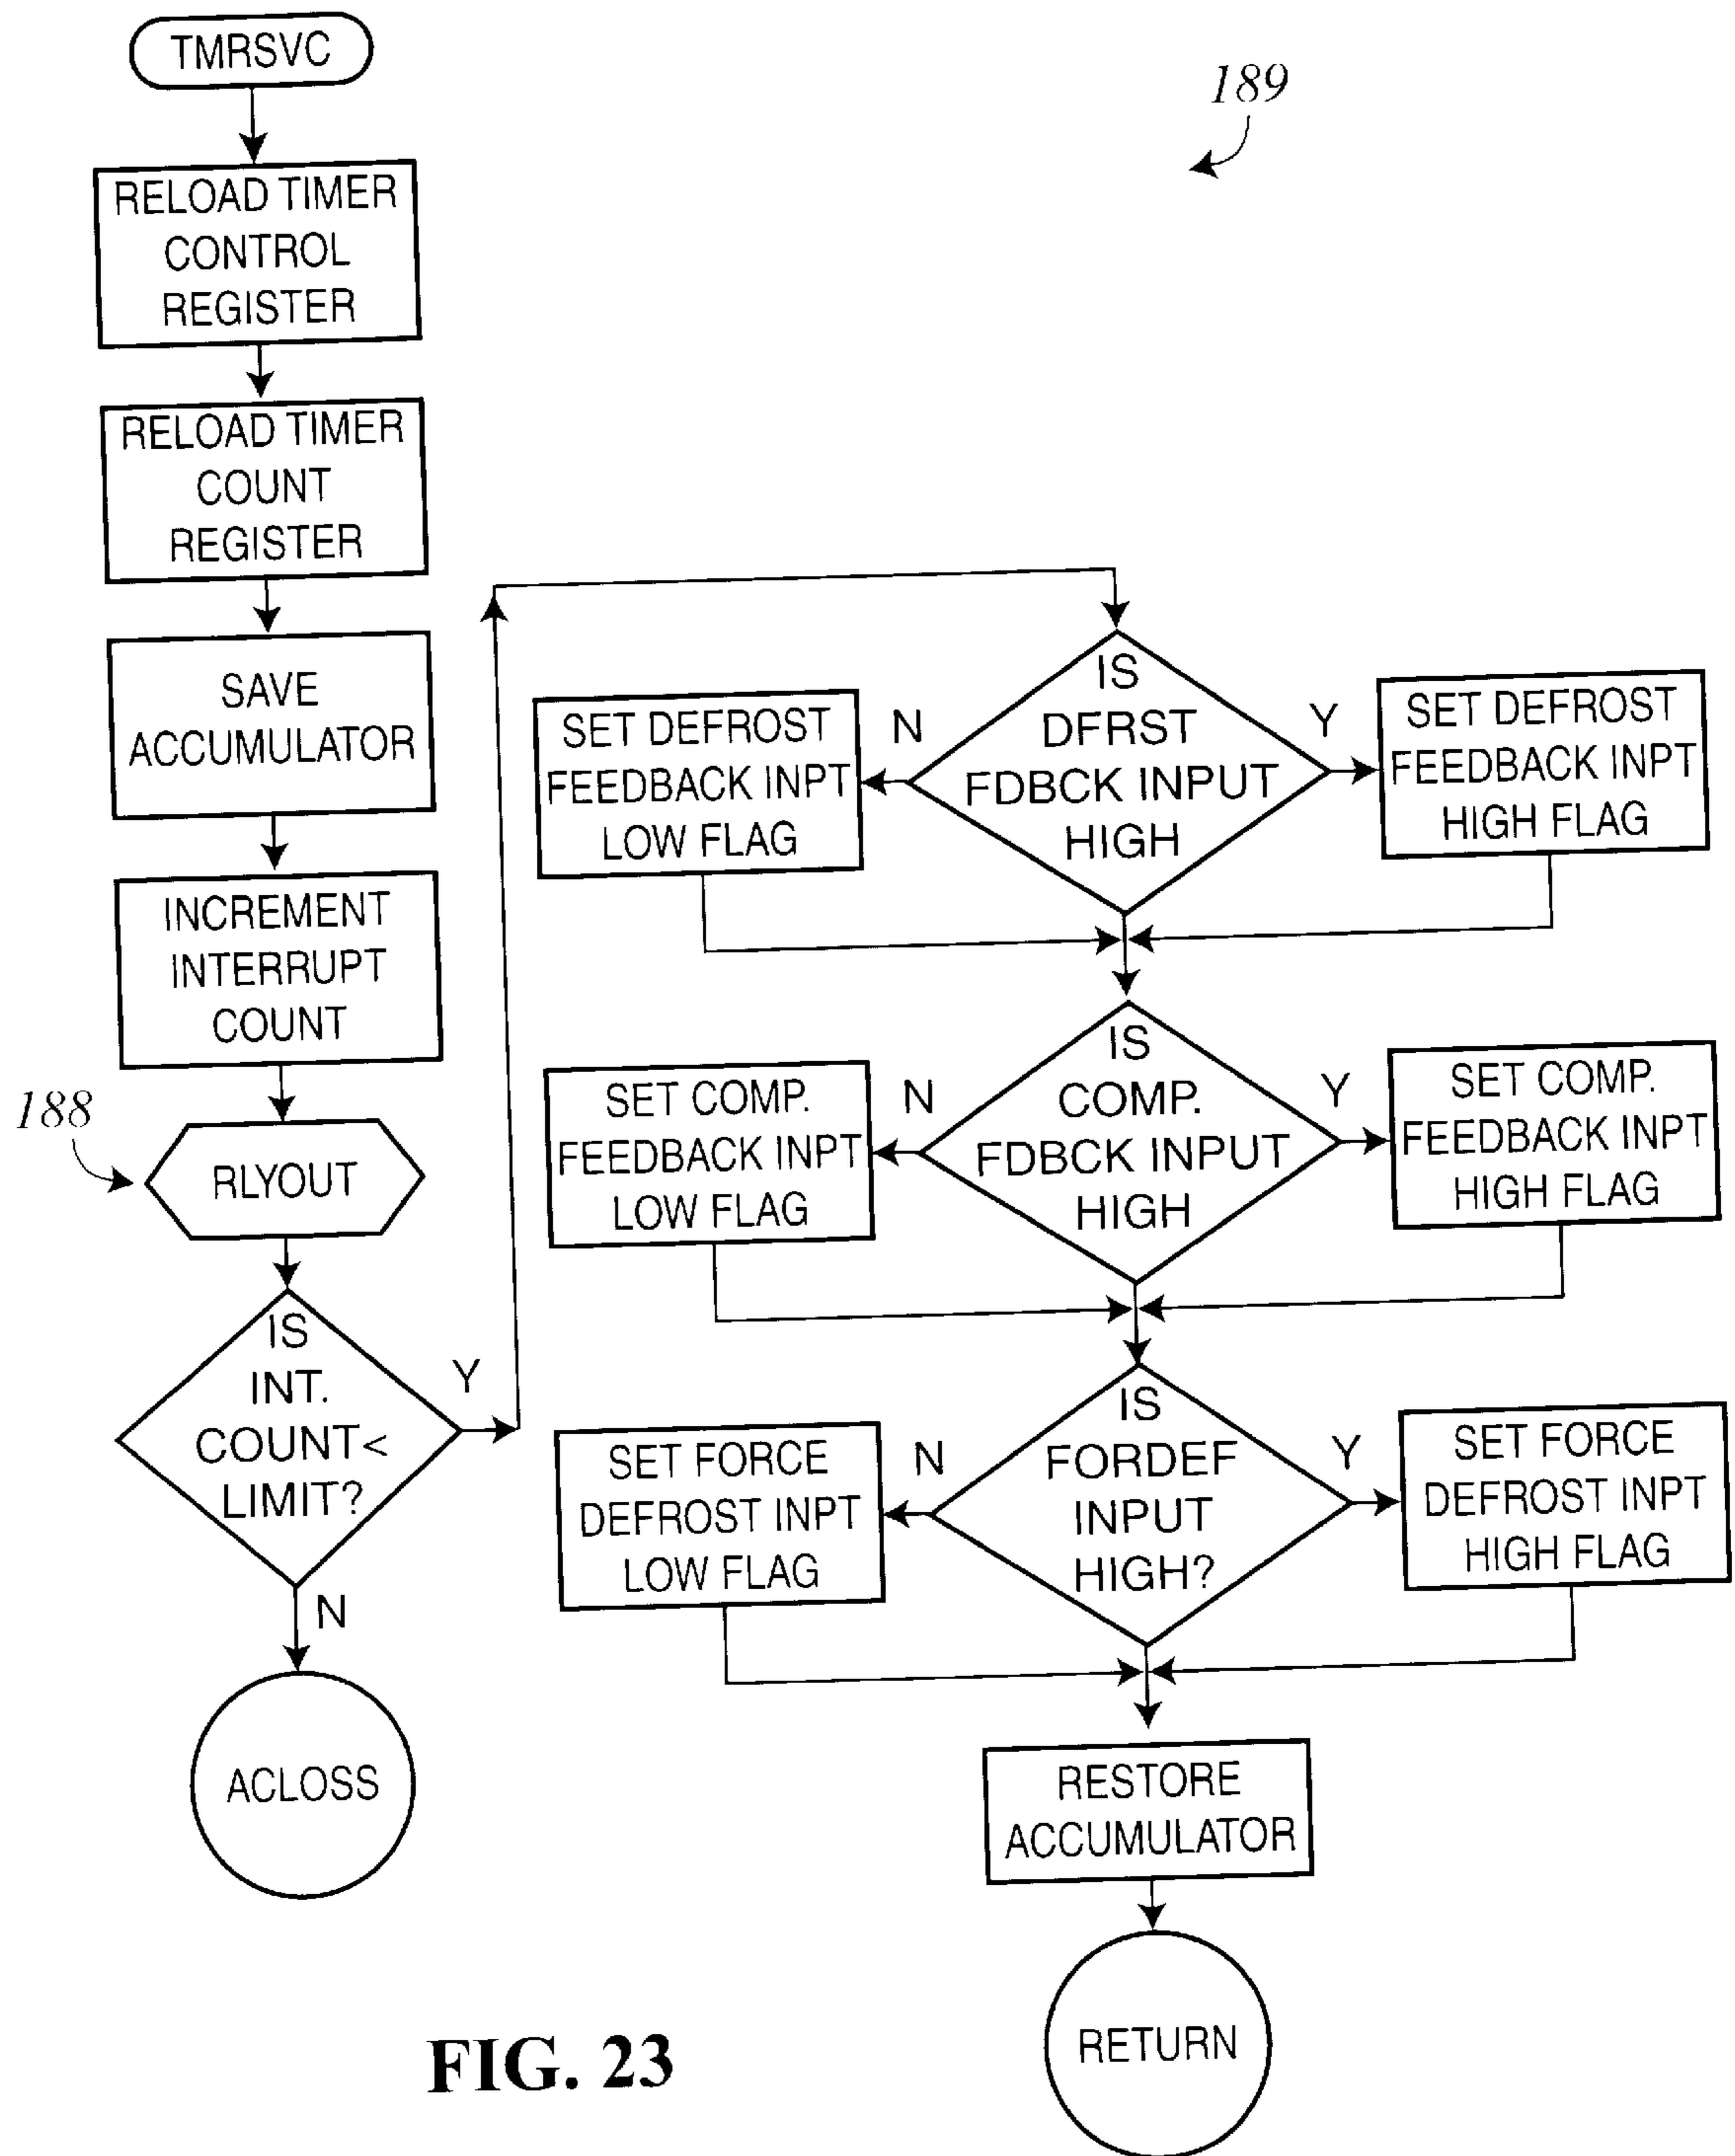 TMRSVC
189
RELOAD TIMER
CONTROL
REGISTER
RELOAD TIMER
COUNT
REGISTER
SAVE
ACCUMULATOR
INCREMENT
INTERRUPT
COUNT
188
RLYOUT
IS
INT.
COUNT<
LIMIT?
Y
N
ACLOSS
IS
DFRST
FDBCK INPUT
HIGH
N
SET DEFROST
FEEDBACK INPT
LOW FLAG
Y
SET DEFROST
FEEDBACK INPT
HIGH FLAG
IS
COMP.
FDBCK INPUT
HIGH
N
SET COMP.
FEEDBACK INPT
LOW FLAG
Y
SET COMP.
FEEDBACK INPT
HIGH FLAG
IS
FORDEF
INPUT
HIGH?
N
SET FORCE
DEFROST INPT
LOW FLAG
Y
SET FORCE
DEFROST INPT
HIGH FLAG
RESTORE
ACCUMULATOR
RETURN
FIG. 23